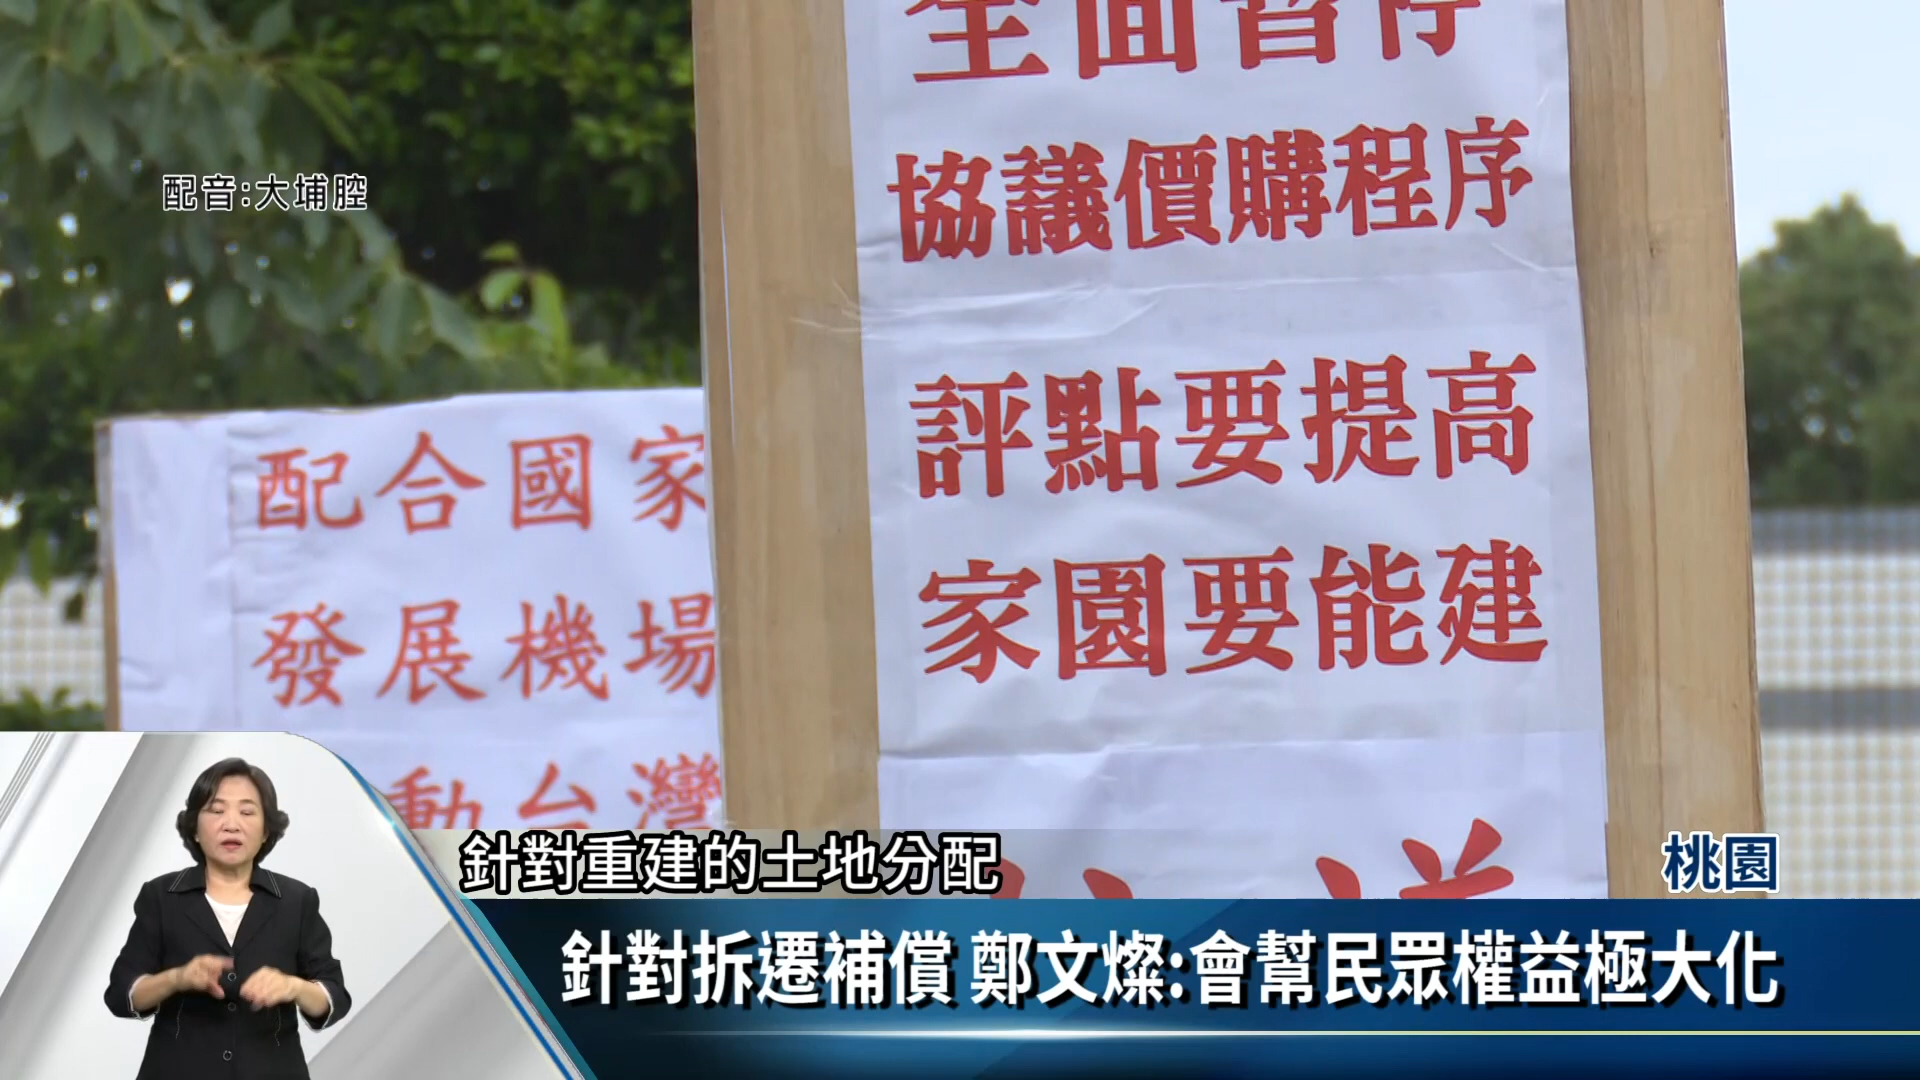 配音:大埔腔
全面暫停
協議價購程序
評點要提高
家園要能建
配合國家
發展機場
動台灣
針對重建的土地分配
桃園
針對拆遷補償 鄭文燦:會幫民眾權益極大化